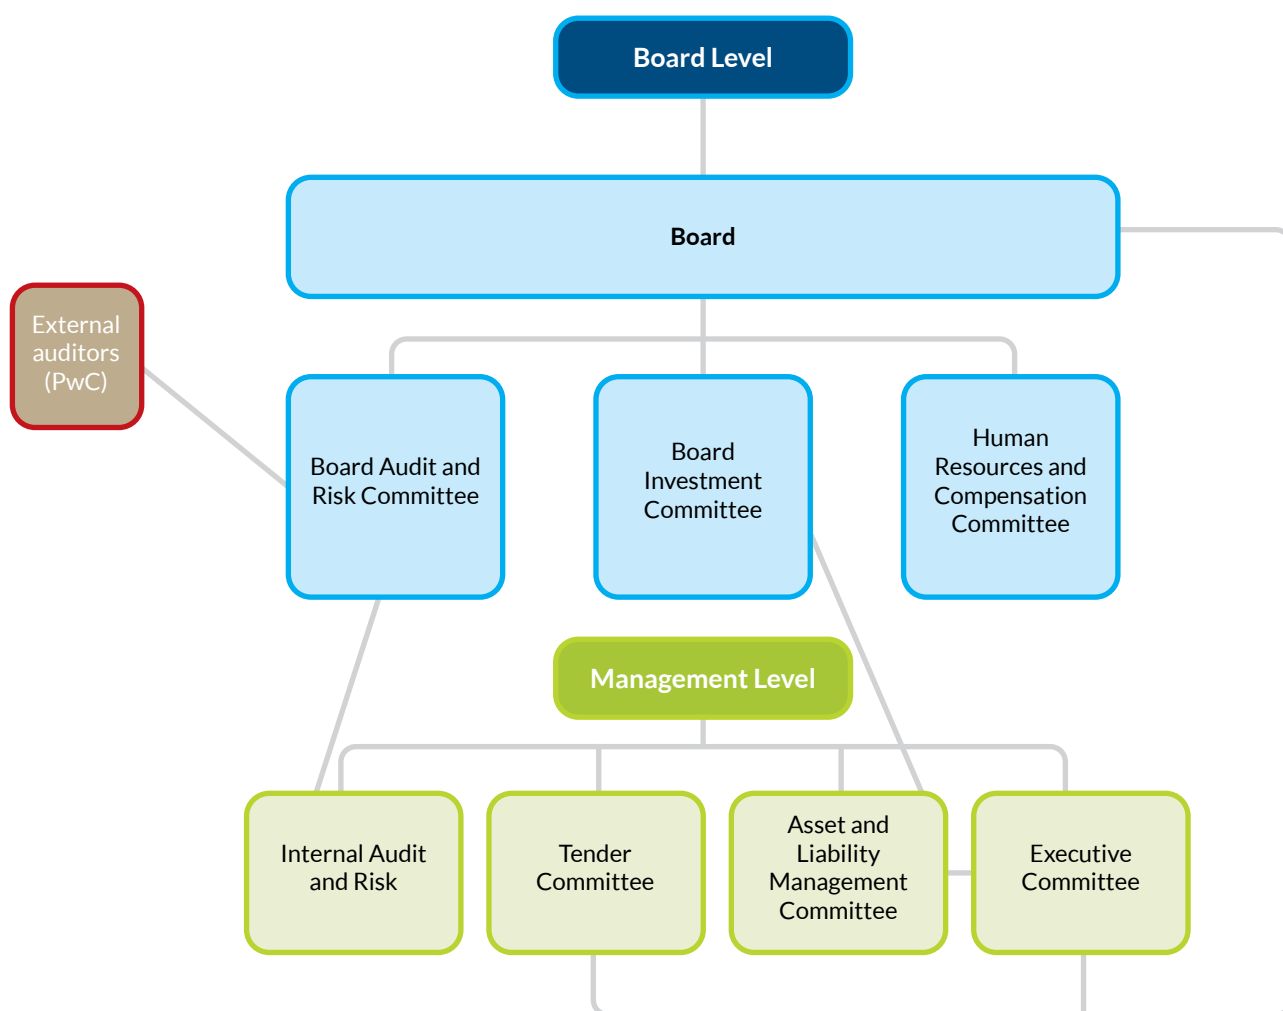 Board Level
Board
External
auditors
(PwC)
Board Audit and
Risk Committee
Board
Investment
Committee
Human
Resources and
Compensation
Committee
Management Level
Internal Audit
and Risk
Tender
Committee
Asset and
Liability
Management
Committee
Executive
Committee